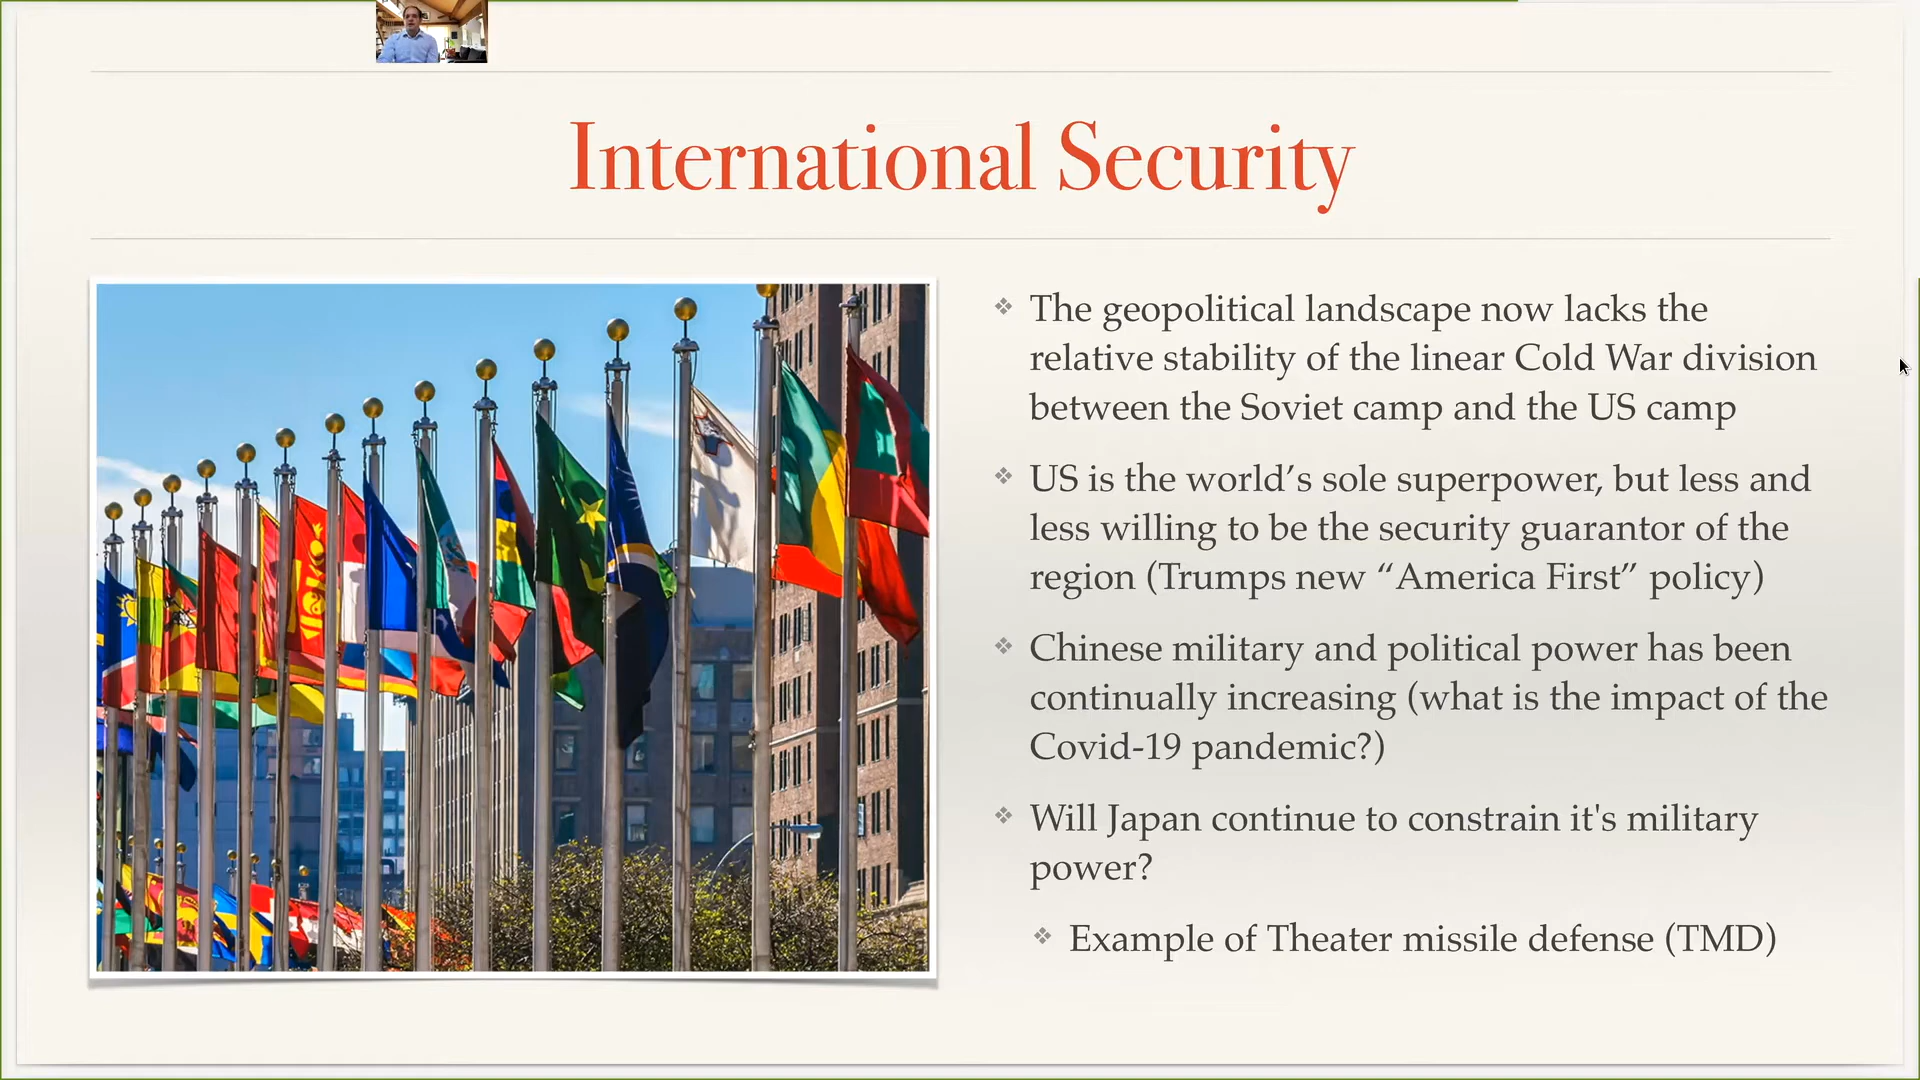 International Security
The geopolitical landscape now lacks the
relative stability of the linear Cold War division
between the Soviet camp and the US camp
US is the world’s sole superpower, but less and
less willing to be the security guarantor of the
region (Trumps new “America First” policy)
Chinese military and political power has been
continually increasing (what is the impact of the
Covid-19 pandemic?)
Will Japan continue to constrain it's military
power?
Example of Theater missile defense (TMD)